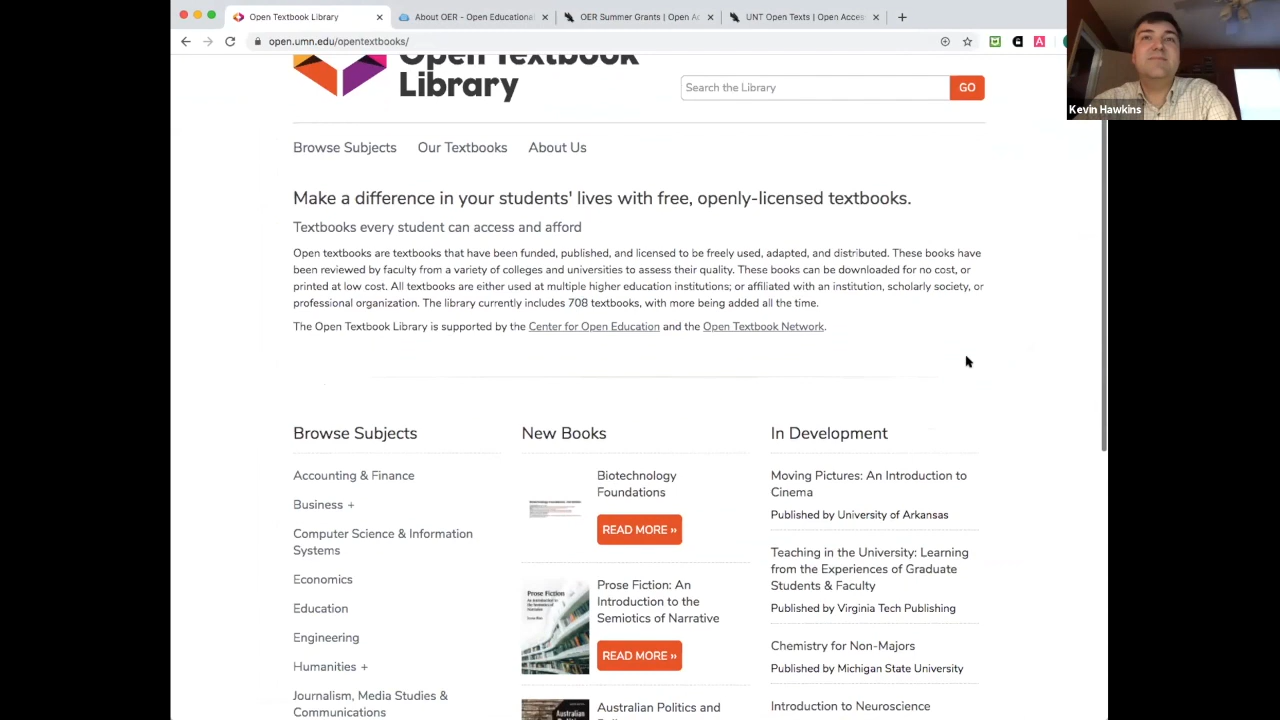 Open Textbook Library
About OER - Open Educationa
OER Summer Grants | Open Ac
UNT Open Texts | Open Acces
open.umn.edu/opentextbooks/
Kevin Hawkins
Open Textbook
Library
Search the Library
GO
Browse Subjects
Our Textbooks
About Us
Make a difference in your students' lives with free, openly-licensed textbooks.
Textbooks every student can access and afford
Open textbooks are textbooks that have been funded, published, and licensed to be freely used, adapted, and distributed. These books have
been reviewed by faculty from a variety of colleges and universities to assess their quality. These books can be downloaded for no cost, or
printed at low cost. All textbooks are either used at multiple higher education institutions; or affiliated with an institution, scholarly society, or
professional organization. The library currently includes 708 textbooks, with more being added all the time.
The Open Textbook Library is supported by the Center for Open Education and the Open Textbook Network.
Browse Subjects
Accounting & Finance
Business +
Computer Science & Information
Systems
Economics
Education
Engineering
Humanities +
Journalism, Media Studies &
Communications
New Books
Biotechnology
Foundations
READ MORE »
Prose Fiction
Prose Fiction: An
Introduction to the
Semiotics of Narrative
READ MORE »
Australian
Australian Politics and
In Development
Moving Pictures: An Introduction to
Cinema
Published by University of Arkansas
Teaching in the University: Learning
from the Experiences of Graduate
Students & Faculty
Published by Virginia Tech Publishing
Chemistry for Non-Majors
Published by Michigan State University
Introduction to Neuroscience